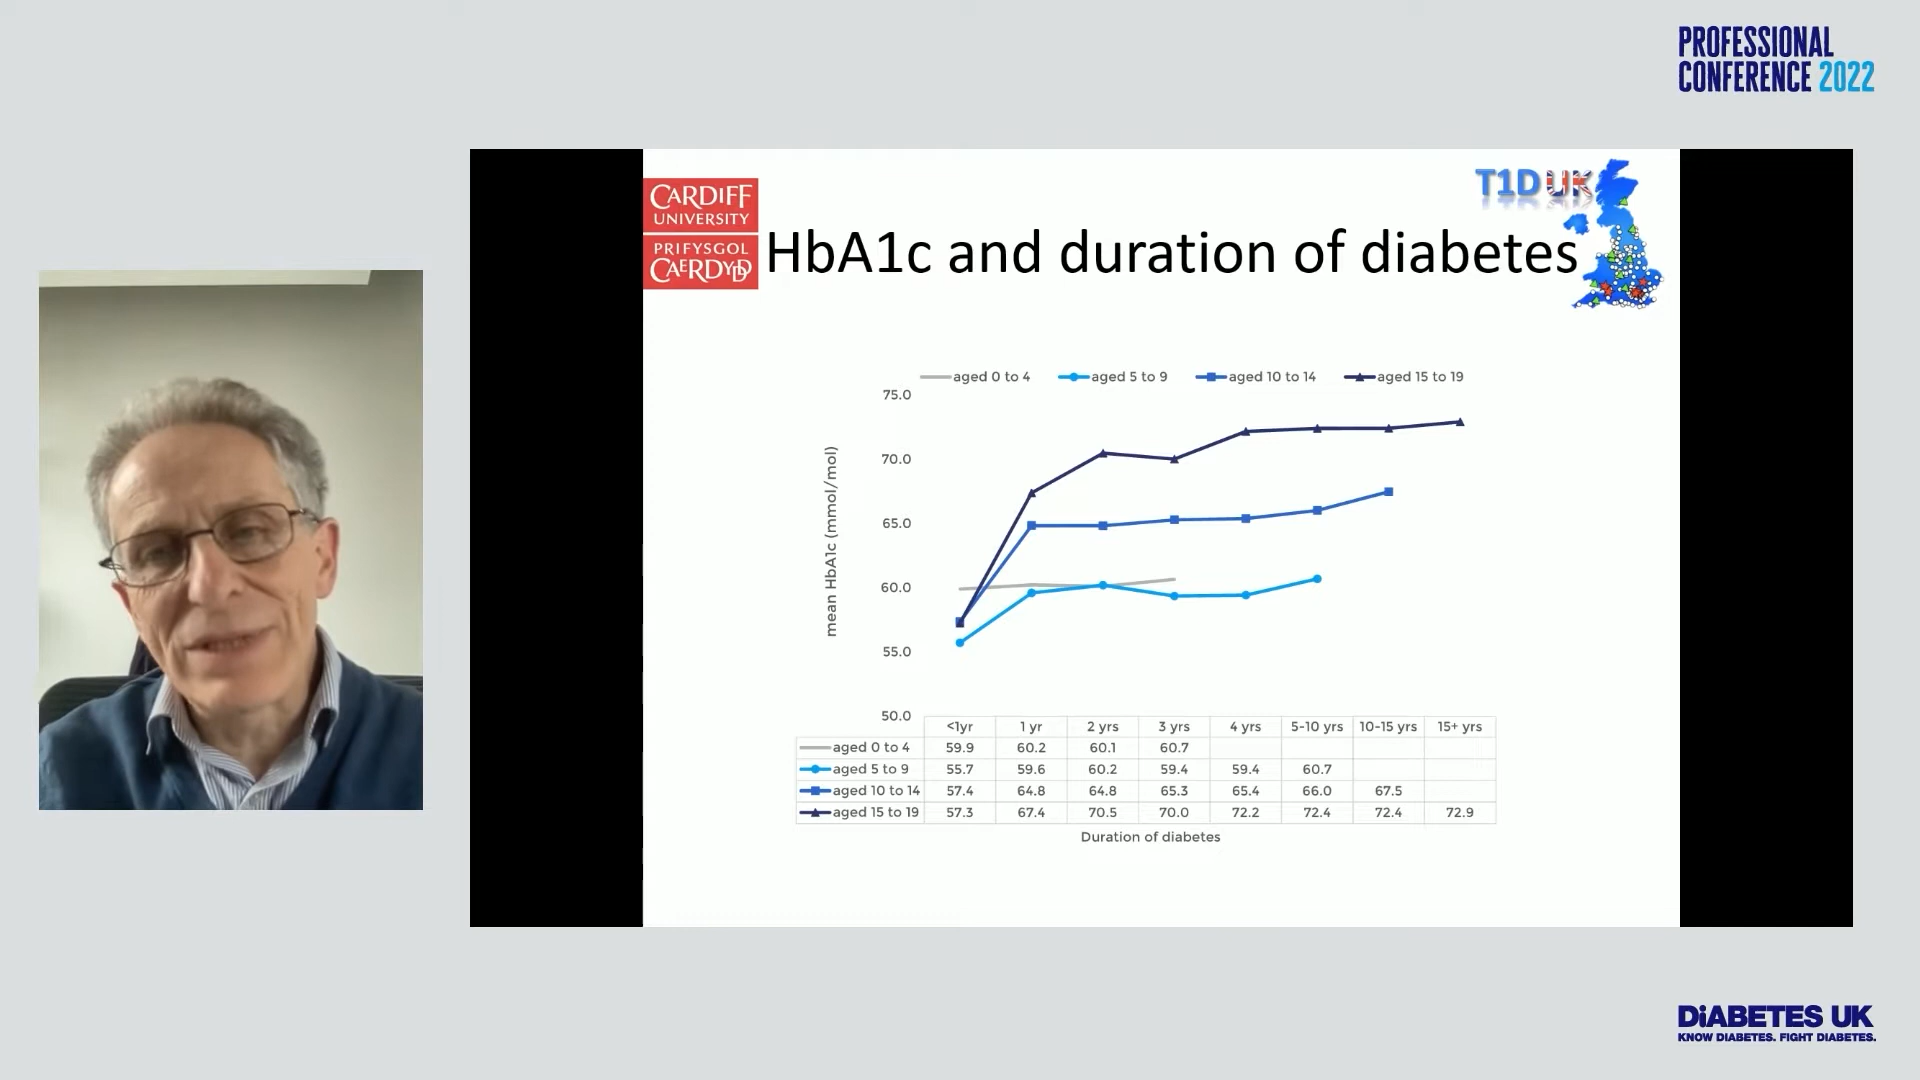 PROFESSIONAL
CONFERENCE 2022
CARDIFF
UNIVERSITY
PRIFYSGOL
CAERDYDD
T1D UK
HbA1c and duration of diabetes
aged 0 to 4 aged 5 to 9 aged 10 to 14 aged 15 to 19
75.0
70.0
65.0
60.0
55.0
50.0
mean HbA1c (mmol/mol)
<1yr 1 yr 2 yrs 3 yrs 4 yrs 5-10 yrs 10-15 yrs 15+ yrs
aged 0 to 4 59.9 60.2 60.1 60.7
aged 5 to 9 55.7 59.6 60.2 59.4 59.4 60.7
aged 10 to 14 57.4 64.8 64.8 65.3 65.4 66.0 67.5
aged 15 to 19 57.3 67.4 70.5 70.0 72.2 72.4 72.4 72.9
Duration of diabetes
DiABETES UK
KNOW DIABETES. FIGHT DIABETES.